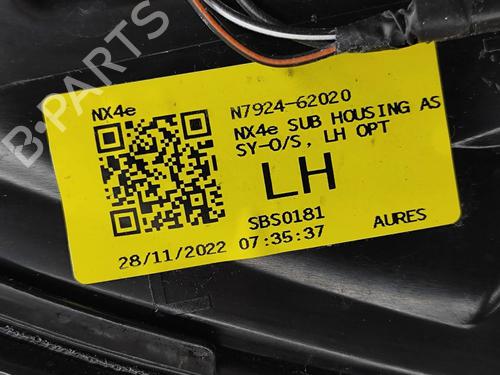 B-PARTS
NX4e
N7924-62020
NX4e SUB HOUSING AS
SY-O/S, LH OPT
LH
SBS0181
28/11/2022 07:35:37
AURES